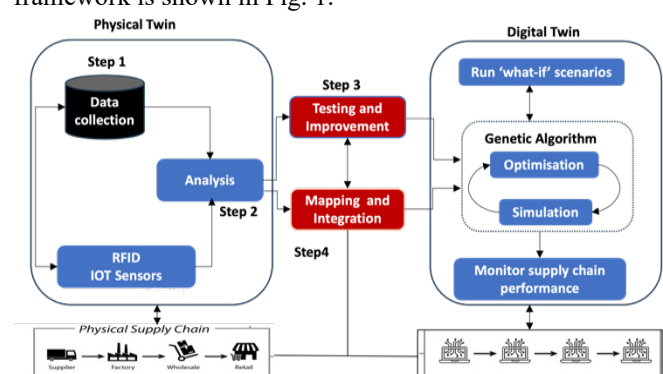 framework is shown in Fig. 1.
Physical Twin
Digital Twin
Step 1
Data
collection
Analysis
Step 2
RFID
IOT Sensors
Step 3
Testing and
Improvement
Mapping and
Integration
Step4
Run ‘what-if’ scenarios
Genetic Algorithm
Optimisation
Simulation
Monitor supply chain
performance
Physical Supply Chain
Supplier
Factory
Wholesale
Retail